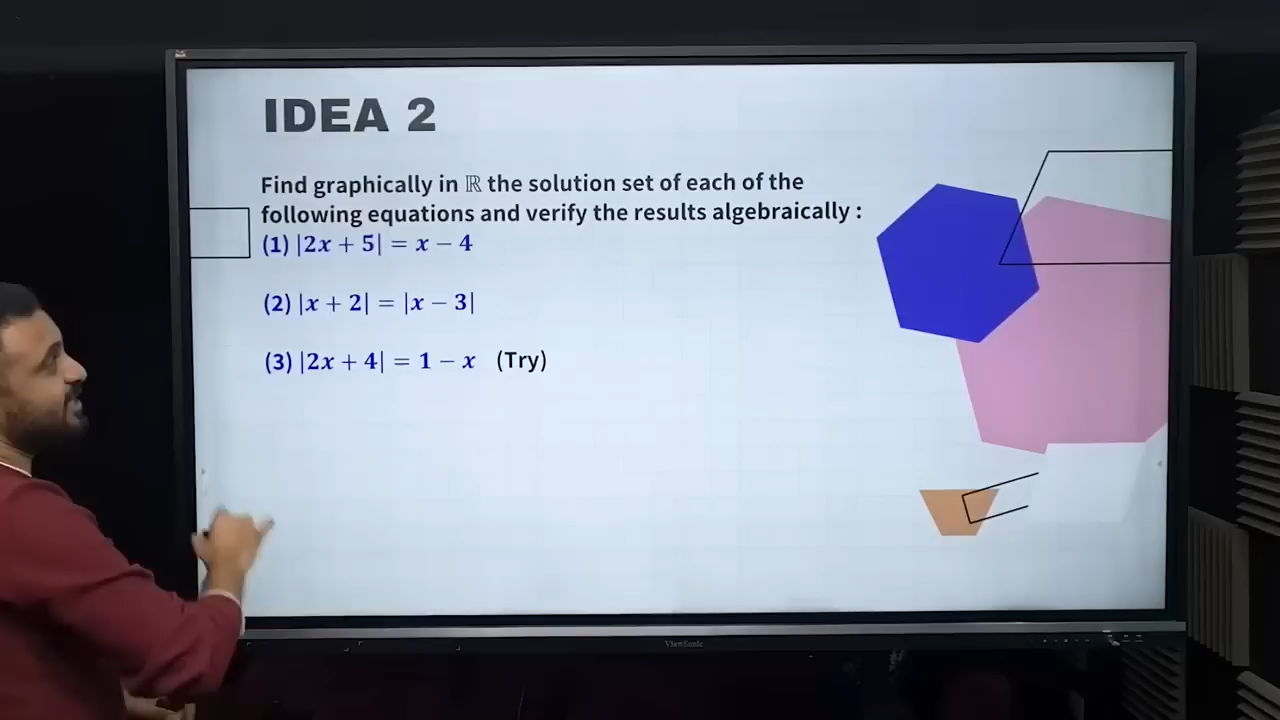 IDEA 2
Find graphically in ℝ the solution set of each of the
following equations and verify the results algebraically :
(1) |2x + 5| = x − 4
(2) |x + 2| = |x − 3|
(3) |2x + 4| = 1 − x (Try)
ViewSonic